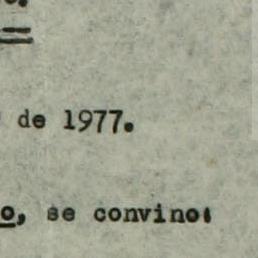 de 1977.
o, se convino: